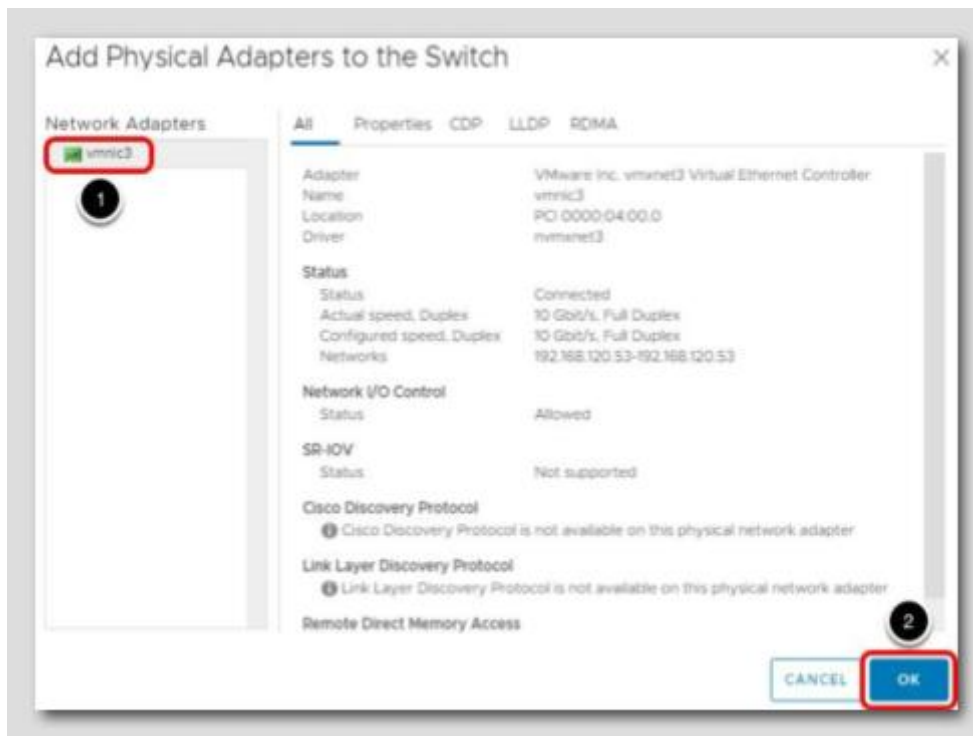 Add Physical Adapters to the Switch
Network Adapters
vmnic3
1
All Properties CDP LLDP RDMA
Adapter VMware Inc. vmxnet3 Virtual Ethernet Controller
Name vmnic3
Location PCI 0000:04:00.0
Driver nvmxnet3
Status
Status Connected
Actual speed, Duplex 10 Gbit/s, Full Duplex
Configured speed, Duplex 10 Gbit/s, Full Duplex
Networks 192.168.120.53-192.168.120.53
Network I/O Control
Status Allowed
SR-IOV
Status Not supported
Cisco Discovery Protocol
Cisco Discovery Protocol is not available on this physical network adapter
Link Layer Discovery Protocol
Link Layer Discovery Protocol is not available on this physical network adapter
Remote Direct Memory Access
2
CANCEL OK